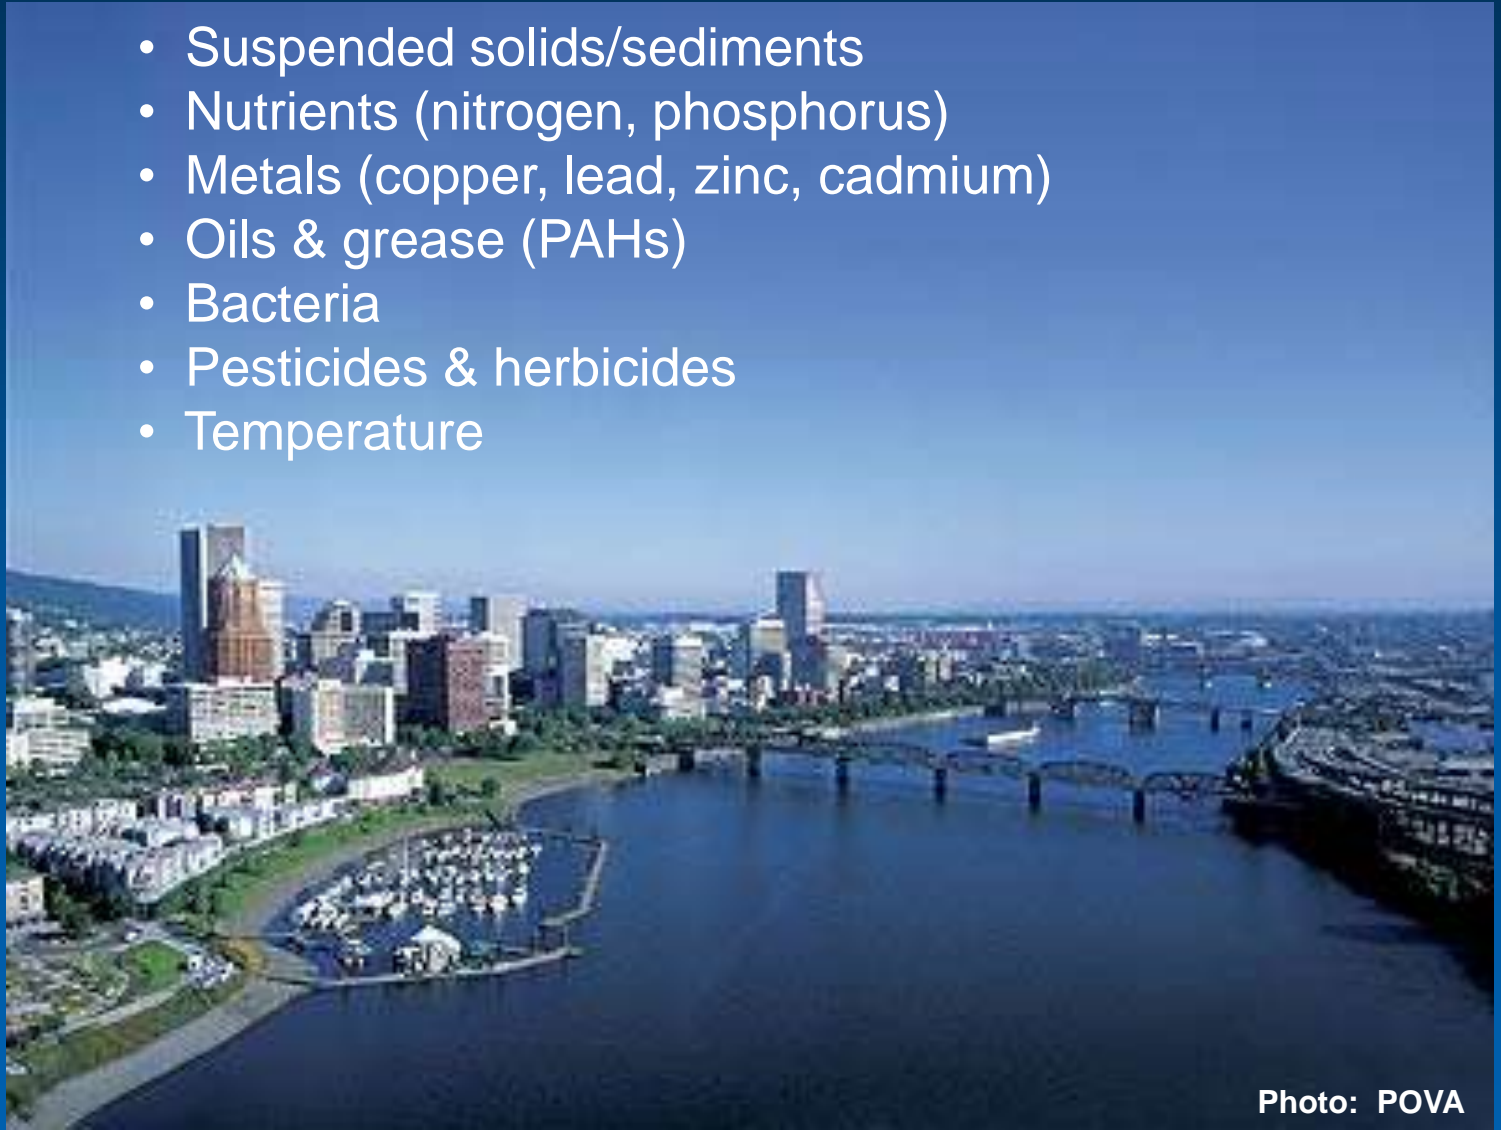 • Suspended solids/sediments
• Nutrients (nitrogen, phosphorus)
• Metals (copper, lead, zinc, cadmium)
• Oils & grease (PAHs)
• Bacteria
• Pesticides & herbicides
• Temperature
Photo: POVA